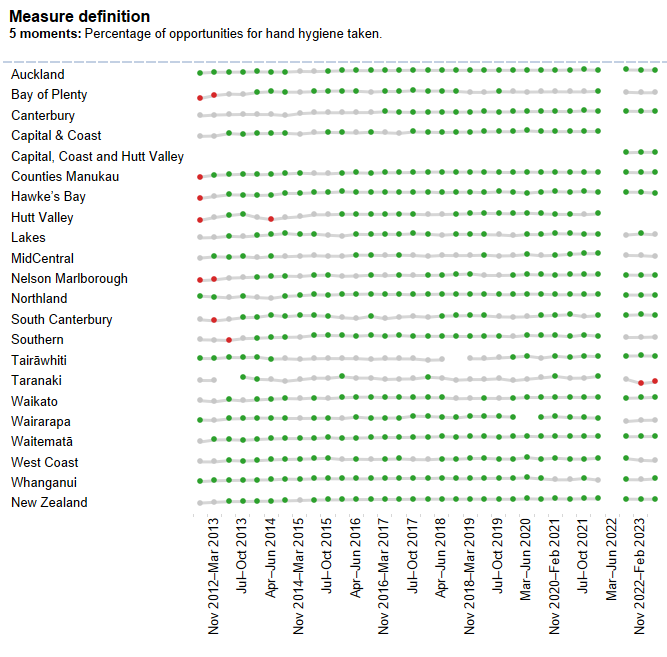 Measure definition
5 moments: Percentage of opportunities for hand hygiene taken.
Auckland
Bay of Plenty
Canterbury
Capital & Coast
Capital, Coast and Hutt Valley
Counties Manukau
Hawke's Bay
Hutt Valley
Lakes
MidCentral
Nelson Marlborough
Northland
South Canterbury
Southern
Tairāwhiti
Taranaki
Waikato
Wairarapa
Waitematā
West Coast
Whanganui
New Zealand
Nov 2012–Mar 2013
Jul–Oct 2013
Apr–Jun 2014
Nov 2014–Mar 2015
Jul–Oct 2015
Apr–Jun 2016
Nov 2016–Mar 2017
Jul–Oct 2017
Apr–Jun 2018
Nov 2018–Mar 2019
Jul–Oct 2019
Mar–Jun 2020
Nov 2020–Feb 2021
Jul–Oct 2021
Mar–Jun 2022
Nov 2022–Feb 2023